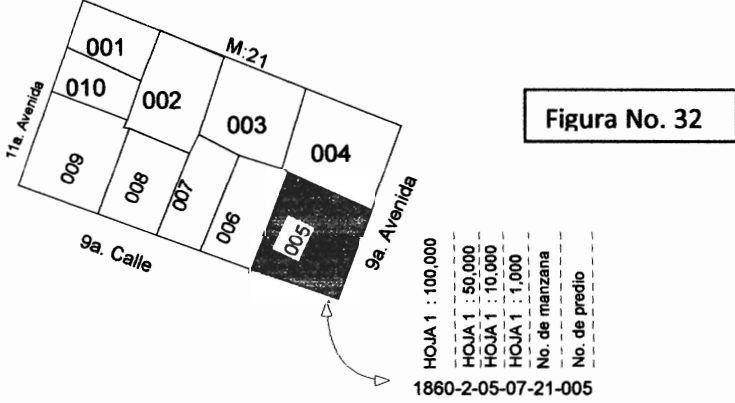 001
M:21
010
002
11a. Avenida
003
004
009
008
007
006
005
9a. Calle
9a. Avenida
Figura No. 32
HOJA 1 : 100,000
HOJA 1 : 50,000
HOJA 1 : 10,000
HOJA 1 : 1,000
No. de manzana
No. de predio
1860-2-05-07-21-005